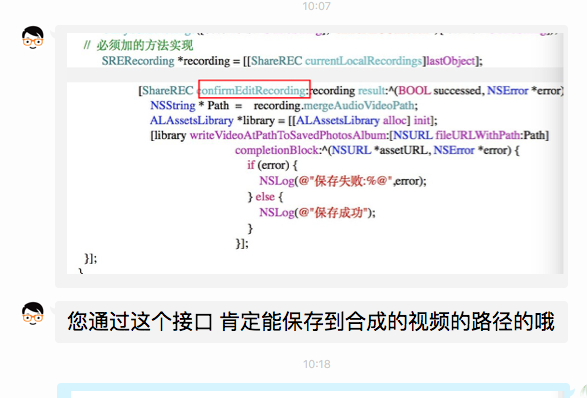 10:07
// 必须加的方法实现
SRERecording *recording = [[ShareREC currentLocalRecordings]lastObject];
[ShareREC confirmEditRecording:recording result:^(BOOL successed, NSError *error)
NSString * Path = recording.mergeAudioVideoPath;
ALAssetsLibrary *library = [[ALAssetsLibrary alloc] init];
[library writeVideoAtPathToSavedPhotosAlbum:[NSURL fileURLWithPath:Path]
completionBlock:^(NSURL *assetURL, NSError *error) {
if (error) {
NSLog(@"保存失败:%@",error);
} else {
NSLog(@"保存成功");
}
}];
}];
}
您通过这个接口 肯定能保存到合成的视频的路径的哦
10:18